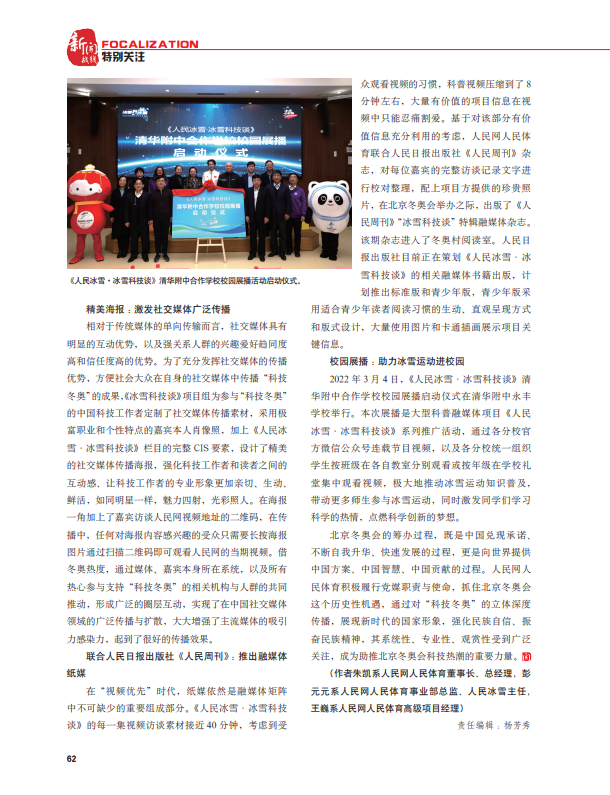 新闻战线
FOCALIZATION
特别关注
《人民冰雪·冰雪科技谈》
清华附中合作学校校园展播
启动仪式
《人民冰雪·冰雪科技谈》
清华附中合作学校校园展播
启动仪式
《人民冰雪·冰雪科技谈》清华附中合作学校校园展播活动启动仪式。
精美海报：激发社交媒体广泛传播
相对于传统媒体的单向传输而言，社交媒体具有
明显的互动优势，以及强关系人群的兴趣爱好趋同度
高和信任度高的优势。为了充分发挥社交媒体的传播
优势，方便社会大众在自身的社交媒体中传播“科技
冬奥”的成果，《冰雪科技谈》项目组为参与“科技冬奥”
的中国科技工作者定制了社交媒体传播素材，采用极
富职业和个性特点的嘉宾本人肖像照，加上《人民冰
雪·冰雪科技谈》栏目的完整 CIS 要素，设计了精美
的社交媒体传播海报，强化科技工作者和读者之间的
互动感、让科技工作者的专业形象更加亲切、生动、
鲜活，如同明星一样，魅力四射，光彩照人。在海报
一角加上了嘉宾访谈人民网视频地址的二维码，在传
播中，任何对海报内容感兴趣的受众只需要长按海报
图片通过扫描二维码即可观看人民网的当期视频。借
冬奥热度，通过媒体、嘉宾本身所在系统，以及所有
热心参与支持“科技冬奥”的相关机构与人群的共同
推动，形成广泛的圈层互动，实现了在中国社交媒体
领域的广泛传播与扩散，大大增强了主流媒体的吸引
力感染力，起到了很好的传播效果。
联合人民日报出版社《人民周刊》：推出融媒体
纸媒
在“视频优先”时代，纸媒依然是融媒体矩阵
中不可缺少的重要组成部分。《人民冰雪·冰雪科技
谈》的每一集视频访谈素材接近 40 分钟，考虑到受
众观看视频的习惯，科普视频压缩到了 8
分钟左右，大量有价值的项目信息在视
频中只能忍痛割爱。基于对该部分有价
值信息充分利用的考虑，人民网人民体
育联合人民日报出版社《人民周刊》杂
志，对每位嘉宾的完整访谈记录文字进
行校对整理，配上项目方提供的珍贵照
片，在北京冬奥会举办之际，出版了《人
民周刊》“冰雪科技谈”特辑融媒体杂志。
该期杂志进入了冬奥村阅读室。人民日
报出版社目前正在策划《人民冰雪·冰
雪科技谈》的相关融媒体书籍出版，计
划推出标准版和青少年版，青少年版采
用适合青少年读者阅读习惯的生动、直观呈现方式
和版式设计，大量使用图片和卡通插画展示项目关
键信息。
校园展播：助力冰雪运动进校园
2022 年 3 月 4 日，《人民冰雪·冰雪科技谈》清
华附中合作学校校园展播启动仪式在清华附中永丰
学校举行。本次展播是大型科普融媒体项目《人民
冰雪·冰雪科技谈》系列推广活动，通过各分校官
方微信公众号连载节目视频，以及各分校统一组织
学生按班级在各自教室分别观看或按年级在学校礼
堂集中观看视频，极大地推动冰雪运动知识普及，
带动更多师生参与冰雪运动，同时激发同学们学习
科学的热情，点燃科学创新的梦想。
北京冬奥会的筹办过程，既是中国兑现承诺、
不断自我升华、快速发展的过程，更是向世界提供
中国方案、中国智慧、中国贡献的过程。人民网人
民体育积极履行党媒职责与使命，抓住北京冬奥会
这个历史性机遇，通过对“科技冬奥”的立体深度
传播，展现新时代的国家形象，强化民族自信、振
奋民族精神，其系统性、专业性、观赏性受到广泛
关注，成为助推北京冬奥会科技热潮的重要力量。
（作者朱凯系人民网人民体育董事长、总经理，彭
元元系人民网人民体育事业部总监、人民冰雪主任，
王巍系人民网人民体育高级项目经理）
责任编辑：杨芳秀
62